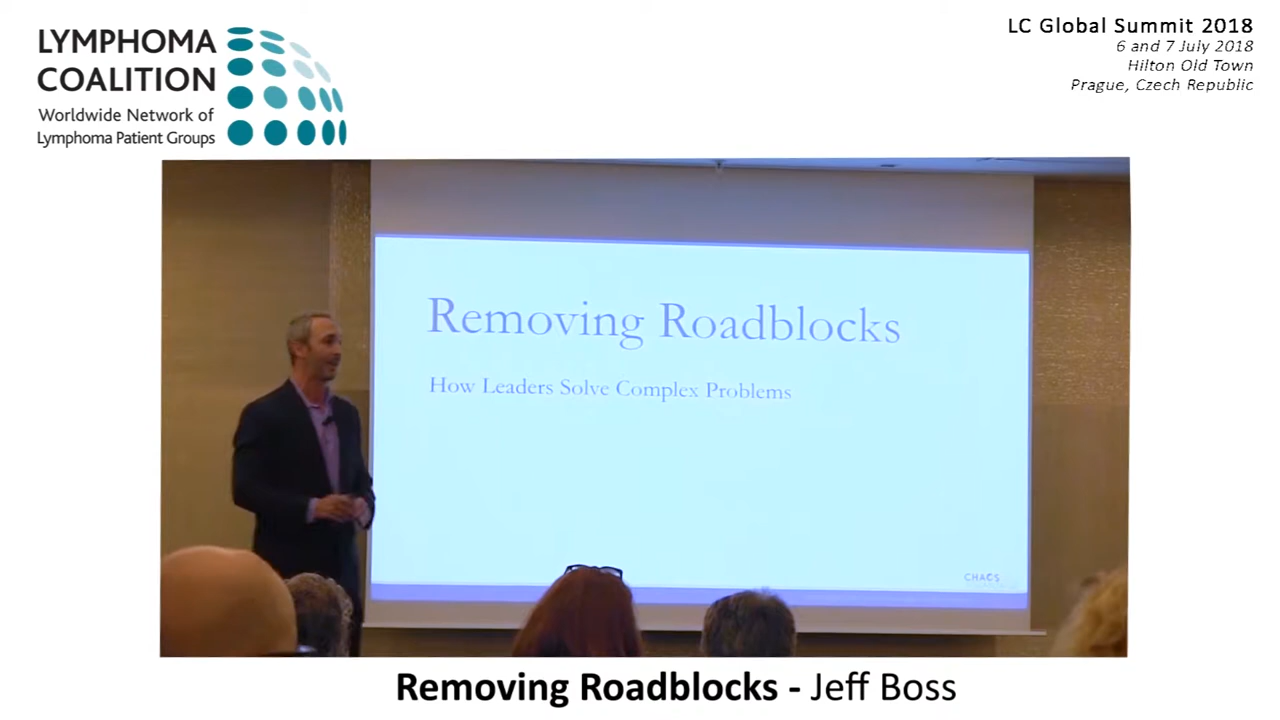 LYMPHOMA
COALITION
Worldwide Network of
Lymphoma Patient Groups
LC Global Summit 2018
6 and 7 July 2018
Hilton Old Town
Prague, Czech Republic
Removing Roadblocks
How Leaders Solve Complex Problems
CHAOS
Removing Roadblocks - Jeff Boss